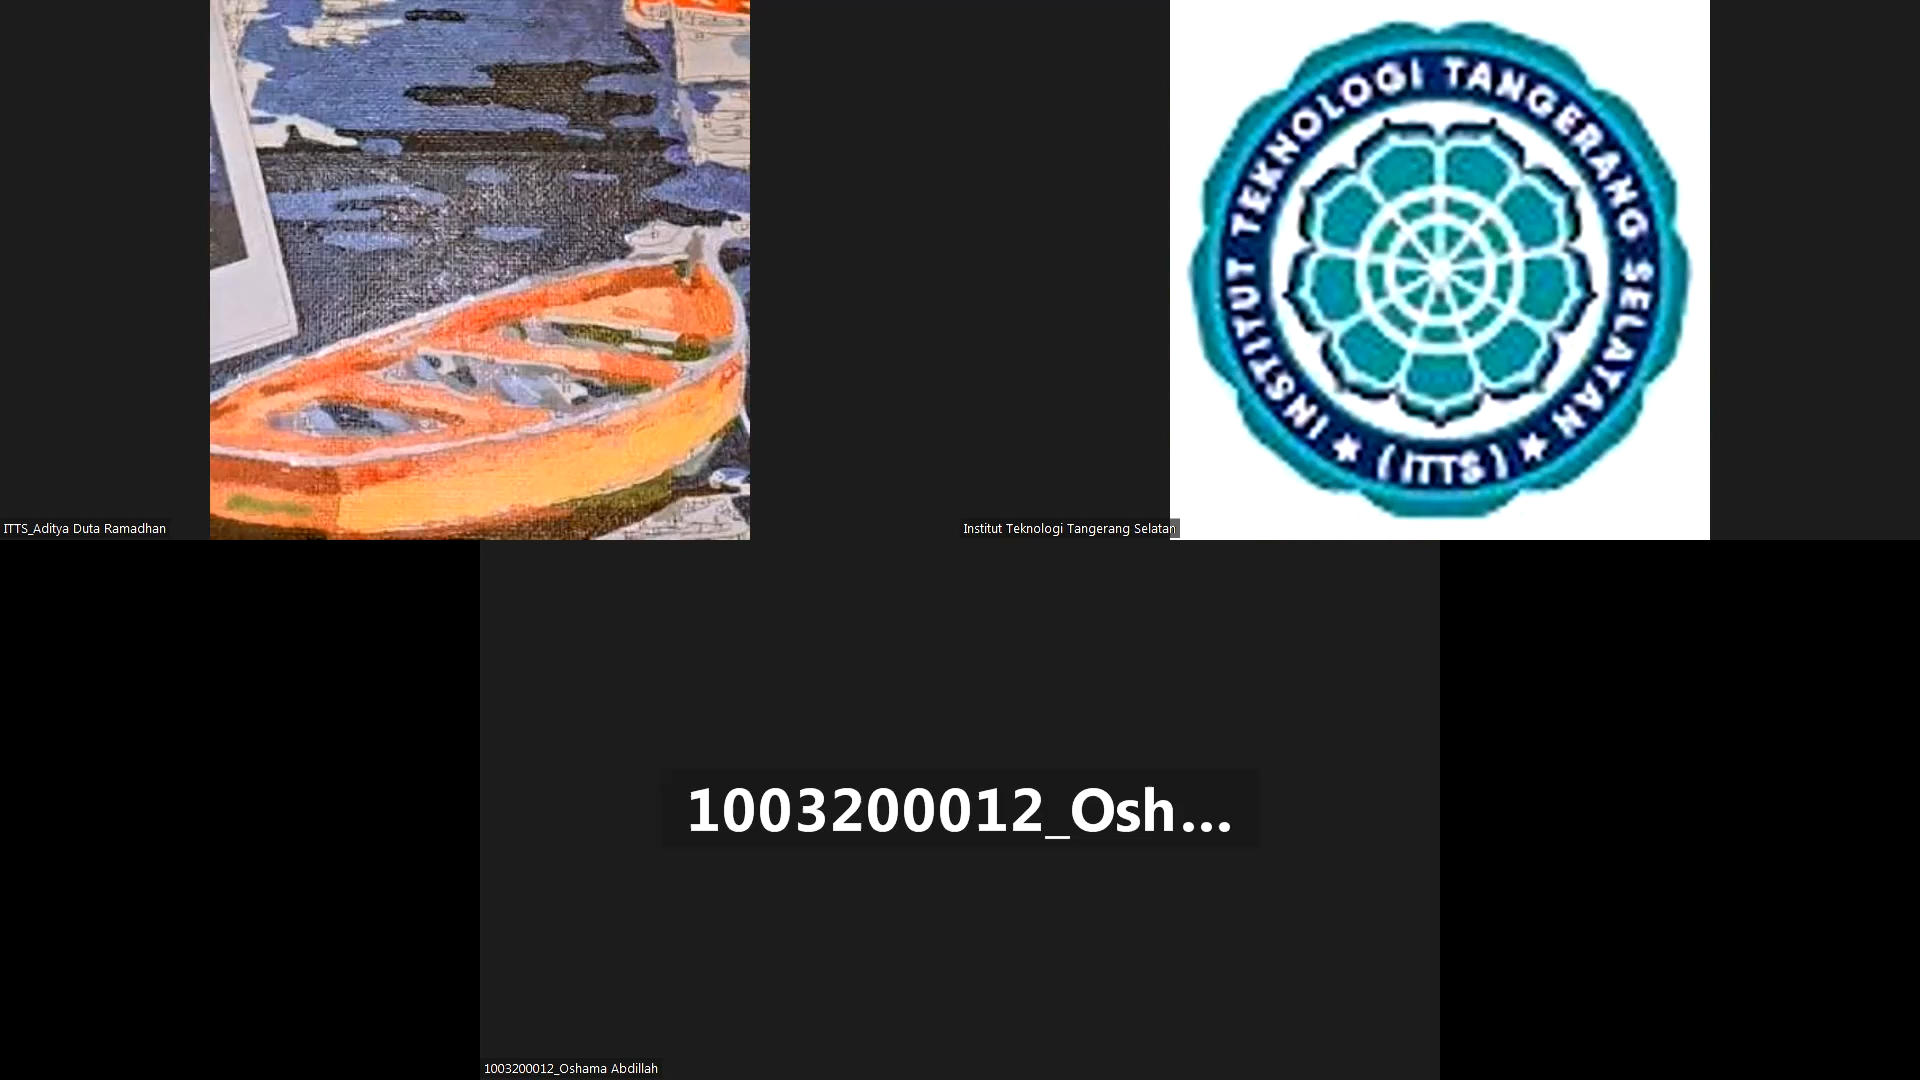 ITTS_Aditya Duta Ramadhan
INSTITUT TEKNOLOGI TANGERANG SELATAN
★ (ITTS) ★
Institut Teknologi Tangerang Selatan
1003200012_Osh...
1003200012_Oshama Abdillah